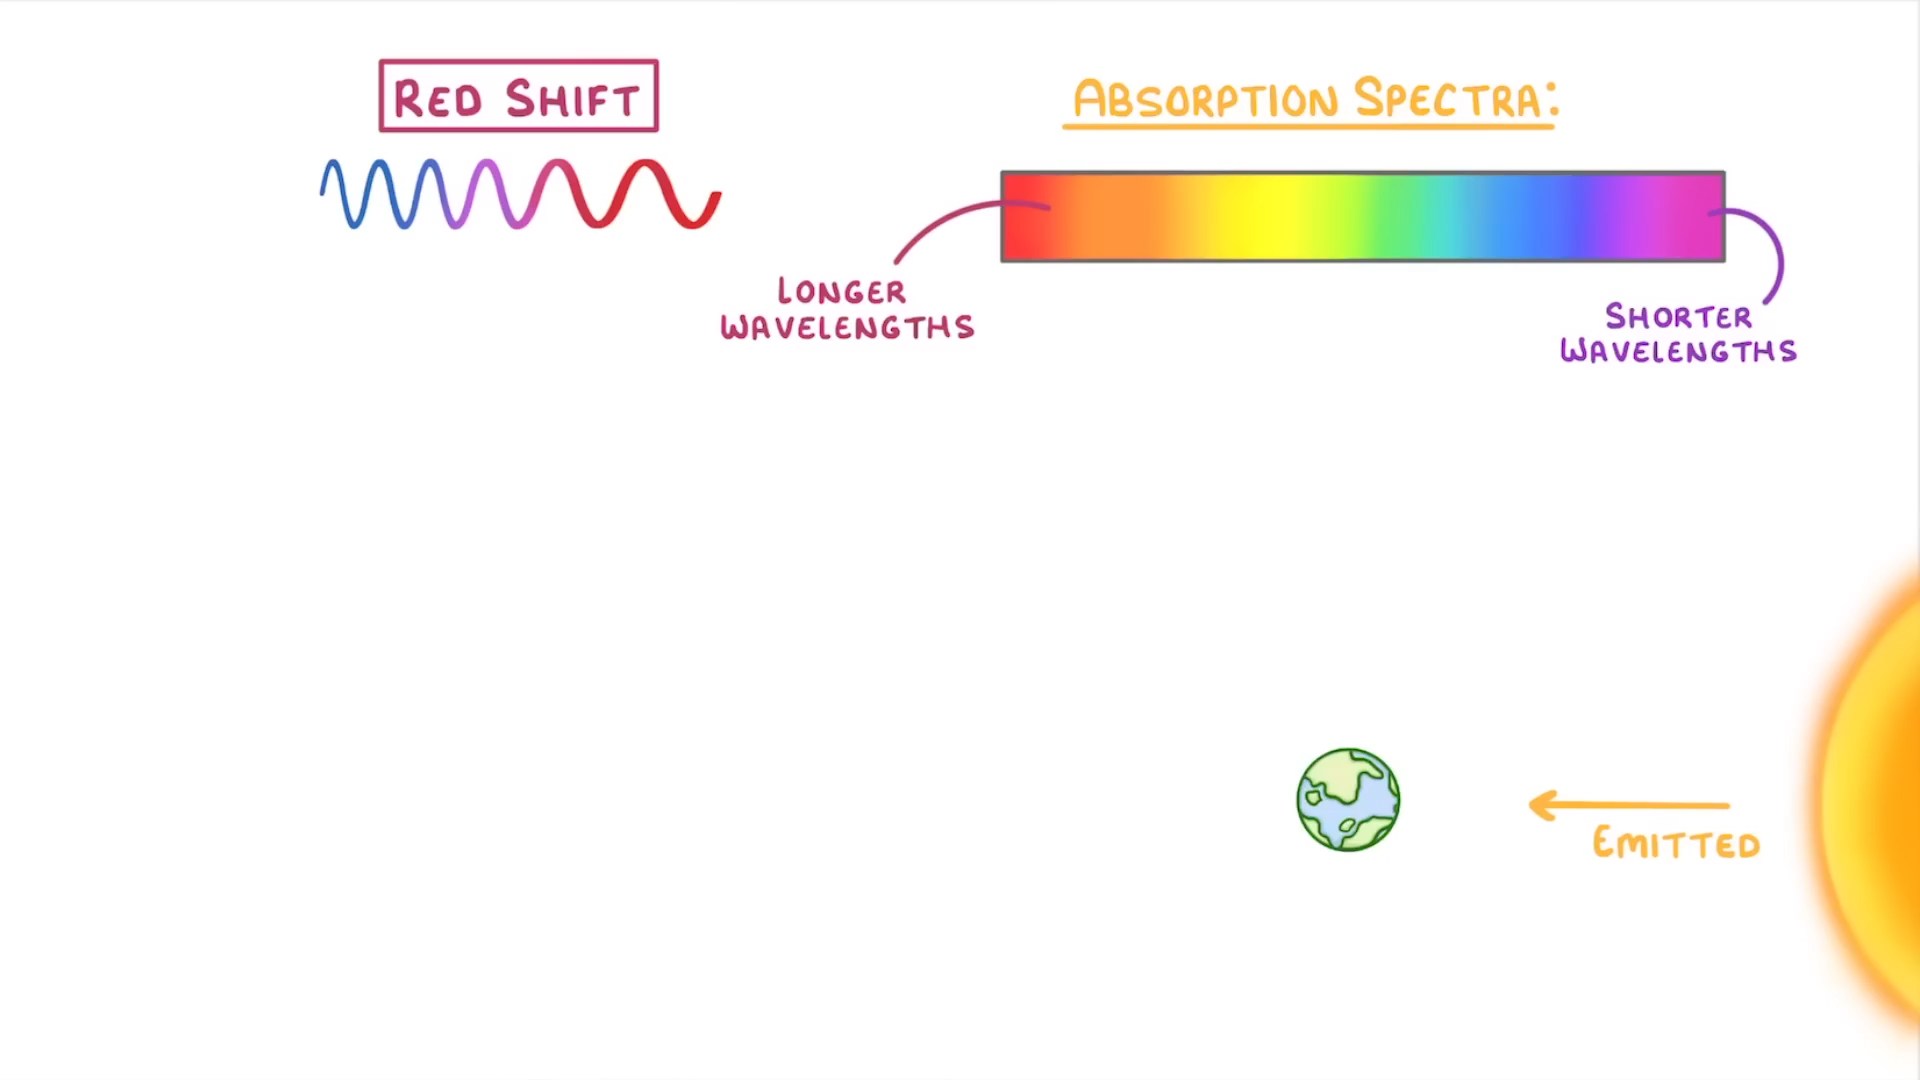 RED SHIFT
ABSORPTION SPECTRA:
LONGER
WAVELENGTHS
SHORTER
WAVELENGTHS
EMITTED